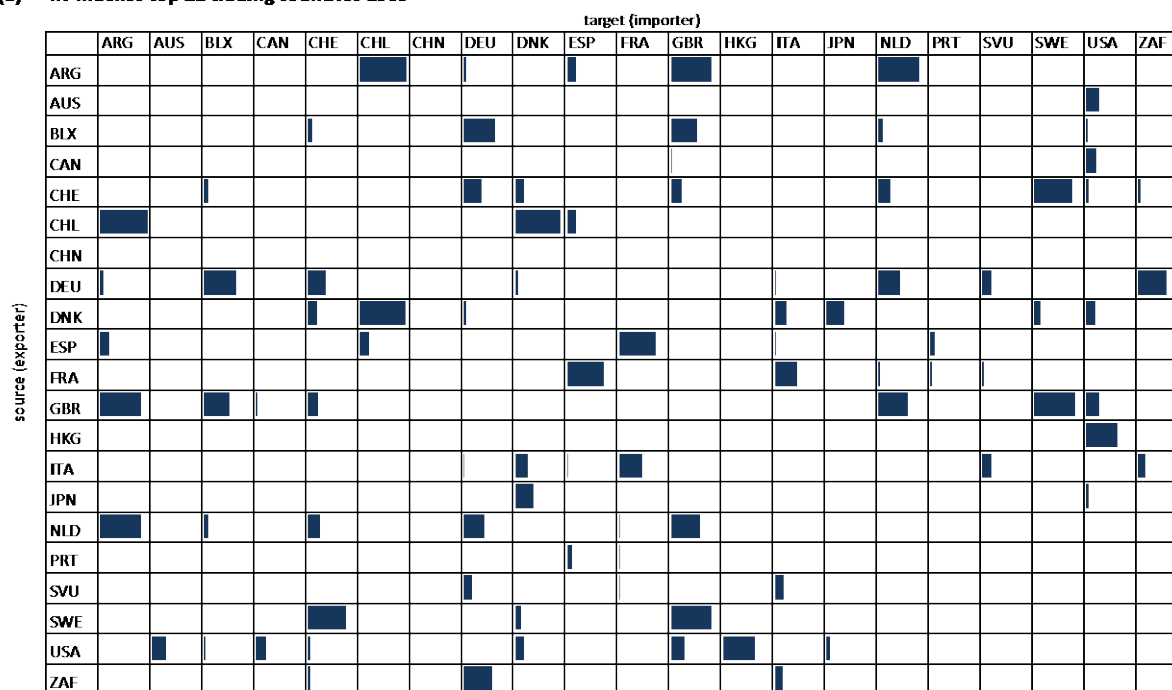 target (importer)
ARG AUS BLX CAN CHE CHL CHN DEU DNK ESP FRA GBR HKG ITA JPN NLD PRT SVU SWE USA ZAF
ARG
AUS
BLX
CAN
CHE
CHL
CHN
DEU
DNK
ESP
FRA
GBR
HKG
ITA
JPN
NLD
PRT
SVU
SWE
USA
ZAF
source (exporter)